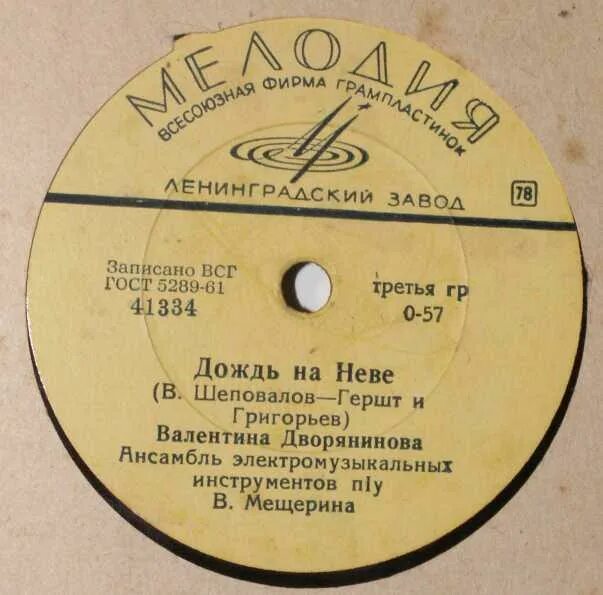 МЕЛОДИЯ
ВСЕСОЮЗНАЯ ФИРМА ГРАМПЛАСТИНОК
ЛЕНИНГРАДСКИЙ ЗАВОД
78
Записано ВСГ
ГОСТ 5289-61
41334
третья гр
0-57
Дождь на Неве
(В. Шеповалов—Гершт и
Григорьев)
Валентина Дворянинова
Ансамбль электромузыкальных
инструментов п/у
В. Мещерина